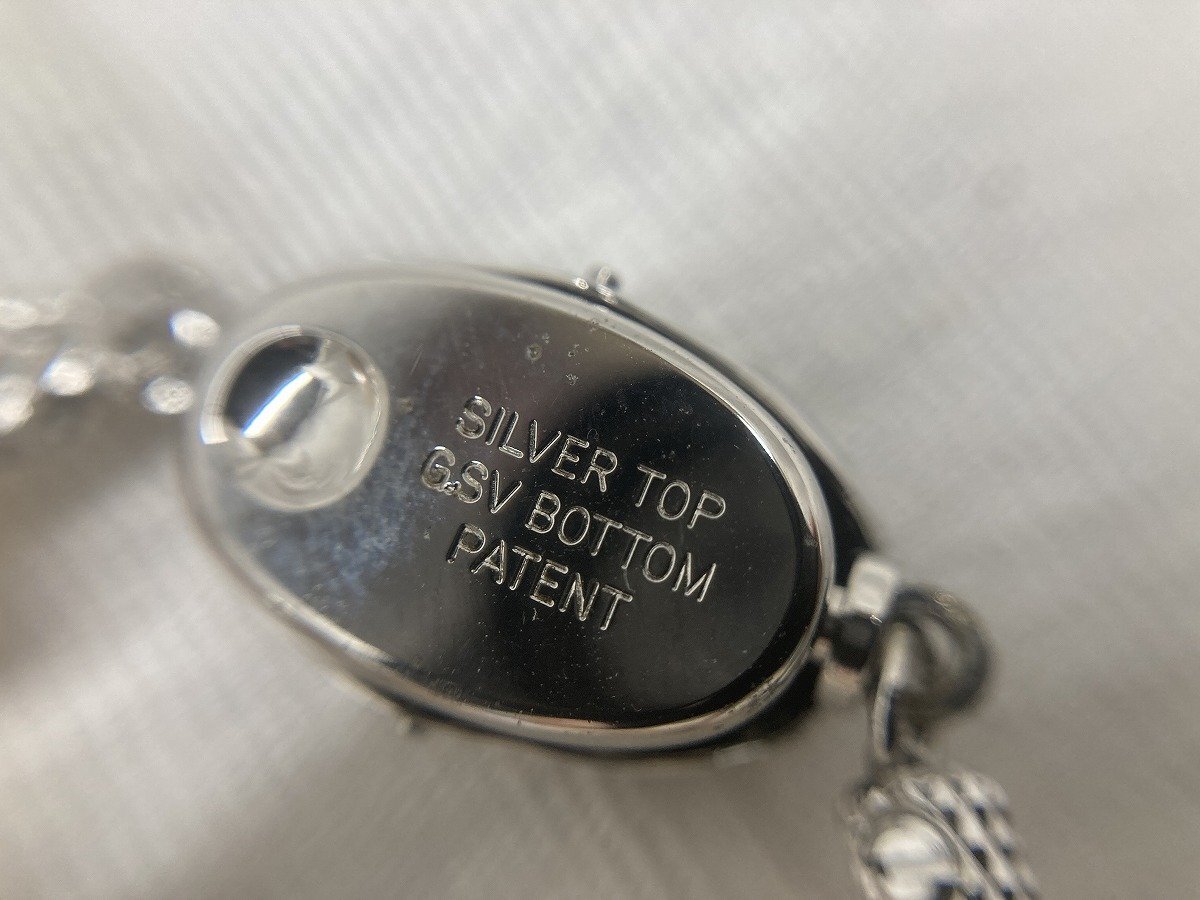 SILVER TOP
G.SV BOTTOM
PATENT